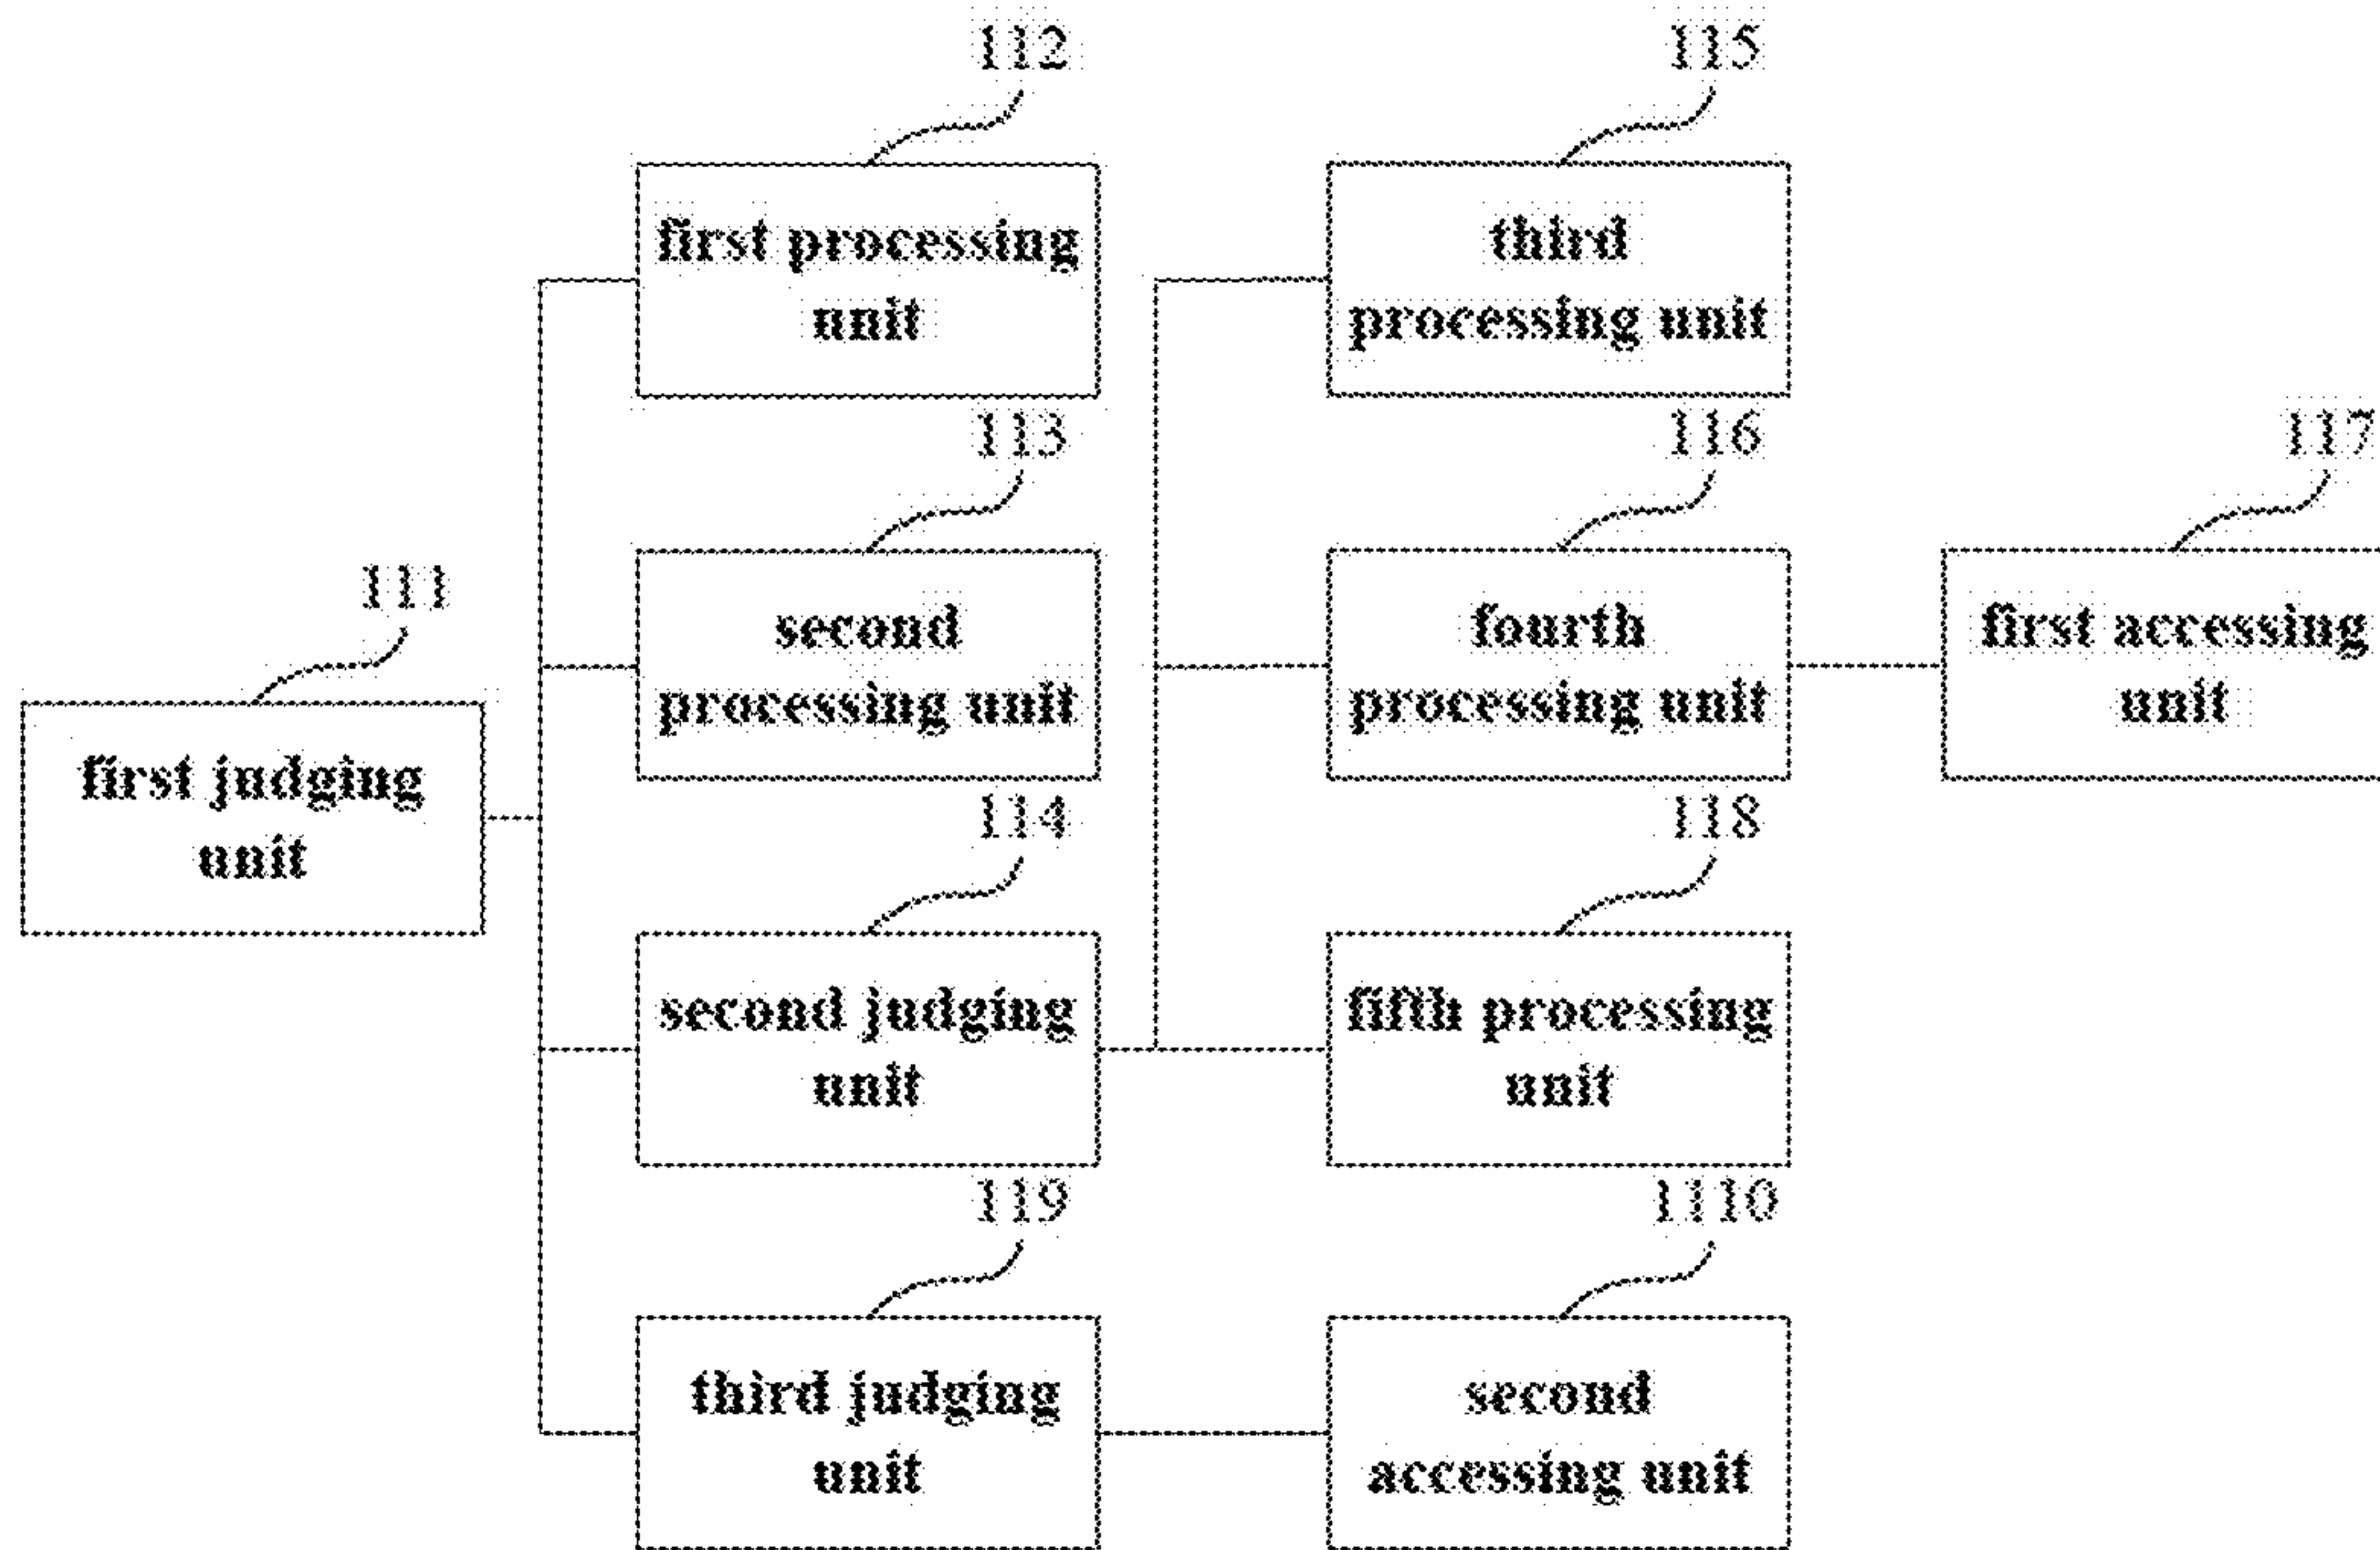 112
115
first processing
unit
third
processing unit
113
116
117
111
second
processing unit
fourth
processing unit
first accessing
unit
first judging
unit
114
118
second judging
unit
fifth processing
unit
119
1110
third judging
unit
second
accessing unit